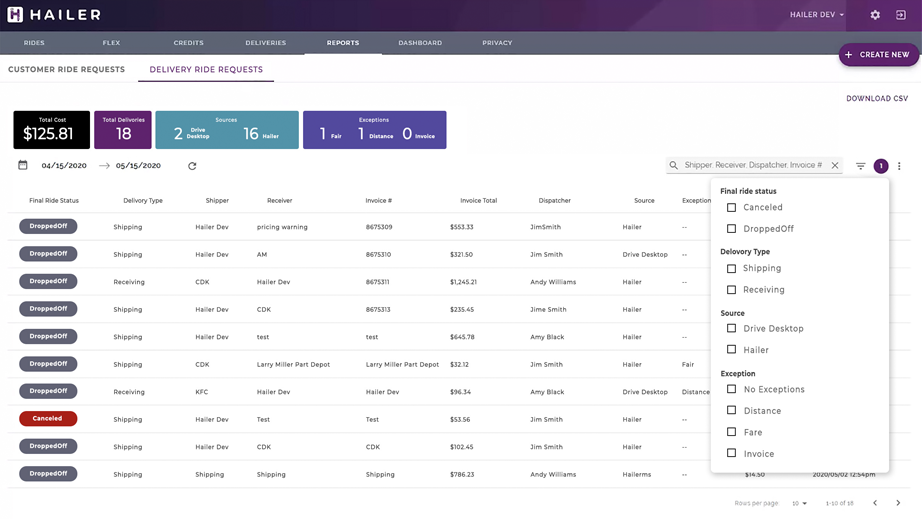 HAILER
HAILER DEV
RIDES FLEX CREDITS DELIVERIES REPORTS DASHBOARD PRIVACY
CREATE NEW
CUSTOMER RIDE REQUESTS DELIVERY RIDE REQUESTS
DOWNLOAD CSV
Total Cost
$125.81
Total Deliveries
18
Sources
2 Drive Desktop 16 Hailer
Exceptions
1 Fair 1 Distance 0 Invoice
04/15/2020 05/15/2020
Shipper. Receiver. Dispatcher. Invoice #
1
Final Ride Status Delivery Type Shipper Receiver Invoice # Invoice Total Dispatcher Source Exception
DroppedOff Shipping Hailer Dev pricing warning 8675309 $553.33 JimSmith Hailer --
DroppedOff Shipping Hailer Dev AM 8675310 $321.50 Jim Smith Drive Desktop --
DroppedOff Receiving CDK Hailer Dev 8675311 $1,245.21 Andy Williams Hailer --
DroppedOff Shipping Hailer Dev CDK 8675313 $235.45 Jime Smith Hailer --
DroppedOff Shipping Hailer Dev test test $645.78 Amy Black Hailer --
DroppedOff Shipping CDK Larry Miller Part Depot Larry Miller Part Depot $32.12 Jim Smith Hailer Fair
DroppedOff Receiving KFC Hailer Dev Hailer Dev $96.34 Amy Black Drive Desktop Distance
Canceled Shipping Hailer Dev Test Test $53.56 Jim Smith Hailer --
DroppedOff Shipping Hailer Dev CDK CDK $102.45 Jim Smith Hailer --
DroppedOff Shipping Shipping Shipping Shipping $786.23 Andy Williams Hailerms -- $14.50 2020/05/02 12:54pm
Final ride status
Canceled
DroppedOff
Delovory Type
Shipping
Receiving
Source
Drive Desktop
Hailer
Exception
No Exceptions
Distance
Fare
Invoice
Rows per page: 10 1-10 of 16